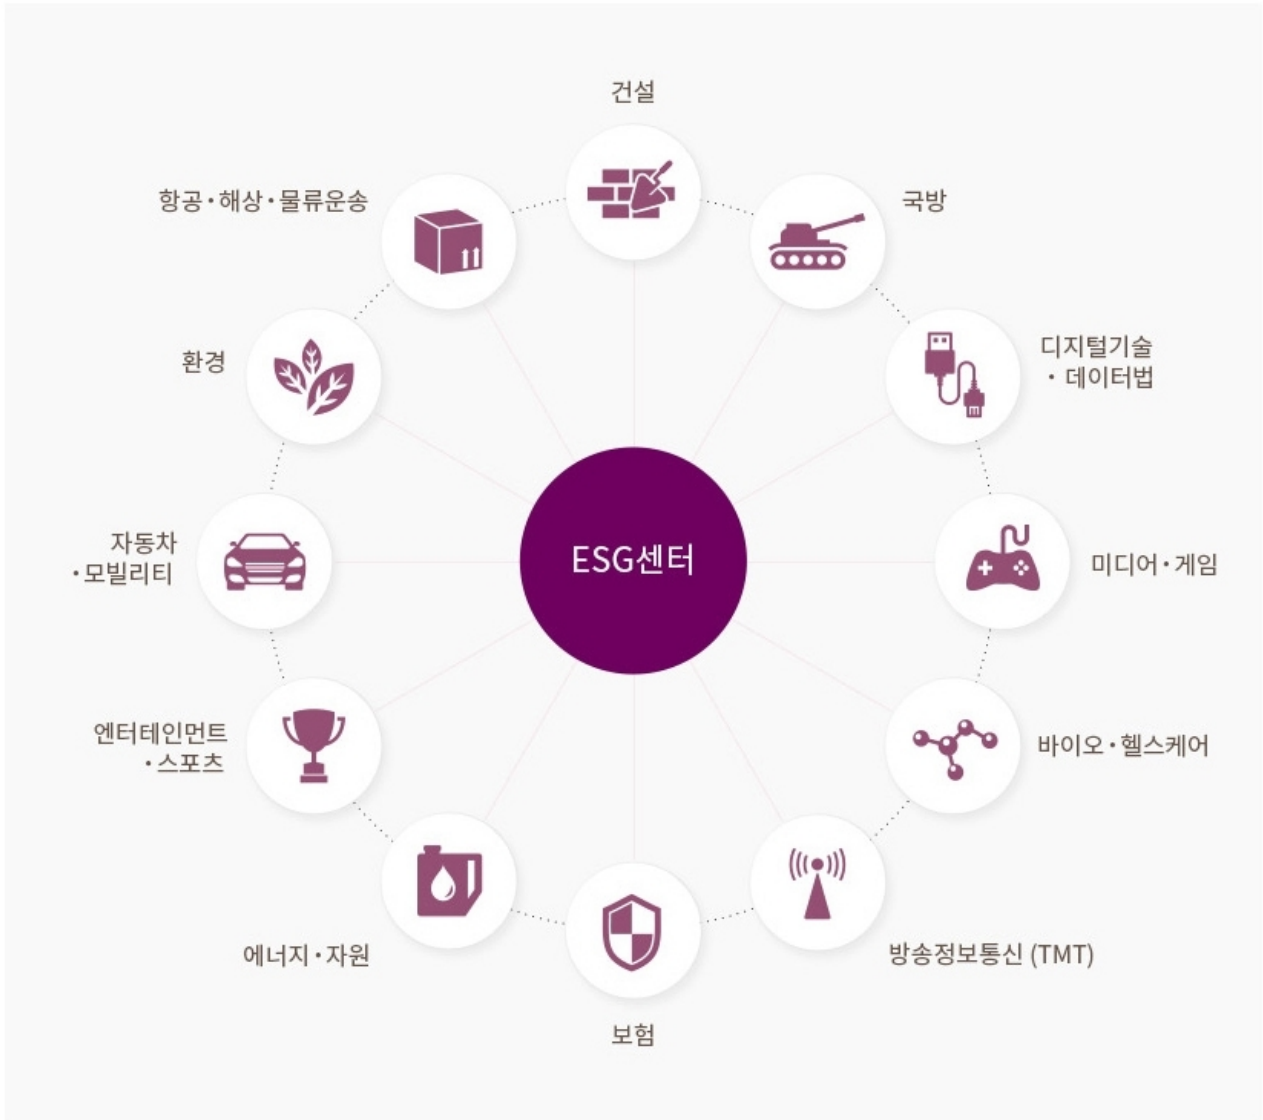 건설
항공·해상·물류운송
국방
환경
디지털기술
· 데이터법
자동차
·모빌리티
ESG센터
미디어·게임
엔터테인먼트
·스포츠
바이오·헬스케어
에너지·자원
방송정보통신 (TMT)
보험